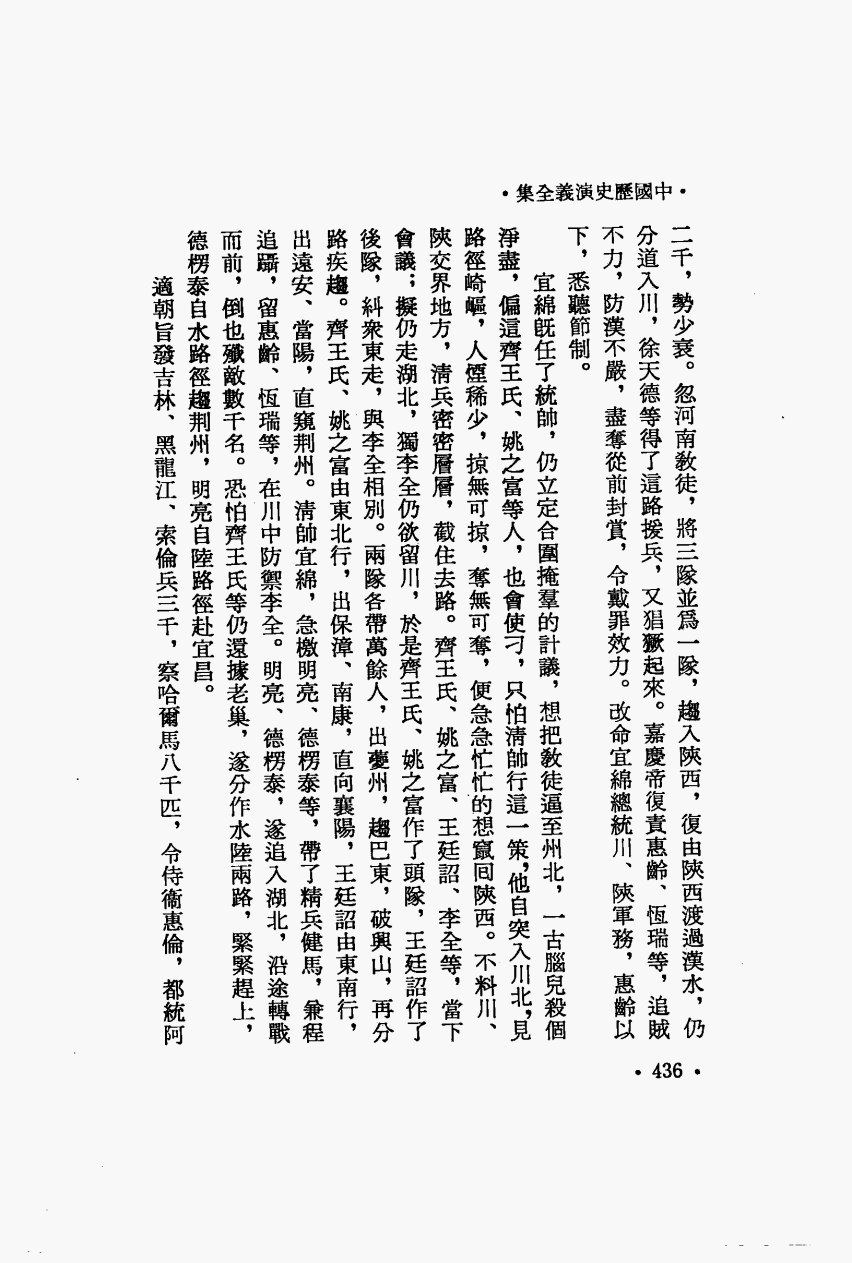 •中國歷史演義全集•
二千，勢少衰。忽河南教徒，將三隊並爲一隊，趨入陝西，復由陝西渡過漢水，仍
分道入川，徐天德等得了這路援兵，又猖獗起來。嘉慶帝復責惠齡、恆瑞等，追賊
不力，防漢不嚴，盡奪從前封賞，令戴罪效力。改命宜綿總統川、陝軍務，惠齡以
下，悉聽節制。
宜綿旣任了統帥，仍立定合圍掩羣的計議，想把教徒逼至州北，一古腦兒殺個
淨盡，偏這齊王氏、姚之富等人，也會使刁，只怕淸帥行這一策，他自突入川北，見
路徑崎嶇，人煙稀少，掠無可掠，奪無可奪，便急急忙忙的想竄囘陝西。不料川、
陝交界地方，淸兵密密層層，截住去路。齊王氏、姚之富、王廷詔、李全等，當下
會議；擬仍走湖北，獨李全仍欲留川，於是齊王氏、姚之富作了頭隊，王廷詔作了
後隊，糾衆東走，與李全相別。兩隊各帶萬餘人，出夔州，趨巴東，破興山，再分
路疾趨。齊王氏、姚之富由東北行，出保漳、南康，直向襄陽，王廷詔由東南行，
出遠安、當陽，直窺荆州。淸帥宜綿，急檄明亮、德楞泰等，帶了精兵健馬，兼程
追躡，留惠齡、恆瑞等，在川中防禦李全。明亮、德楞泰，遂追入湖北，沿途轉戰
而前，倒也殲敵數千名。恐怕齊王氏等仍還據老巢，遂分作水陸兩路，緊緊趕上，
德楞泰自水路徑趨荆州，明亮自陸路徑赴宜昌。
適朝旨發吉林、黑龍江、索倫兵三千，察哈爾馬八千匹，令侍衞惠倫，都統阿
•436•